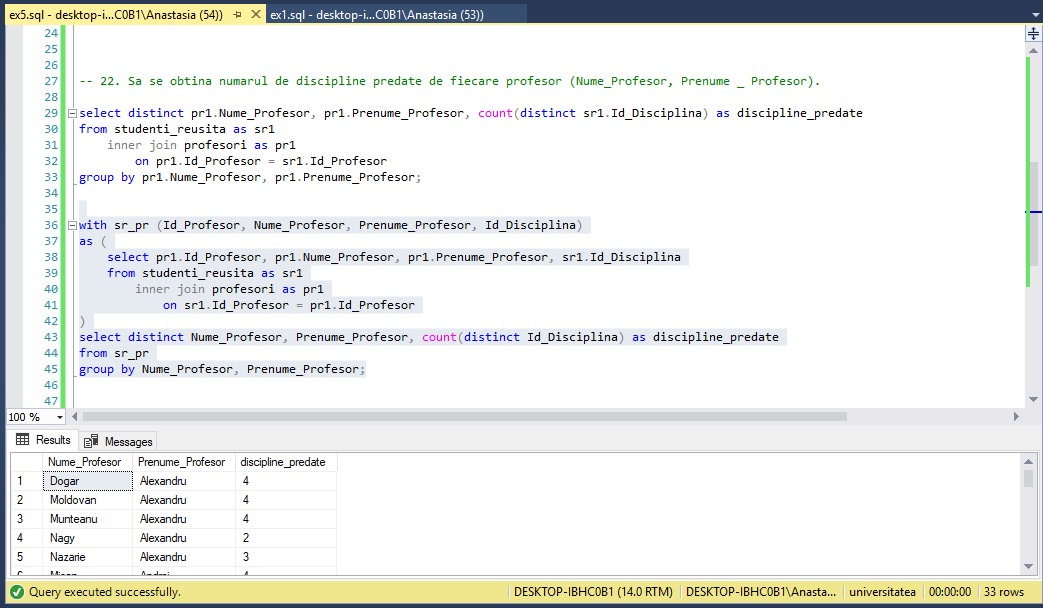 ex5.sql - desktop-i...C0B1\Anastasia (54)) ex1.sql - desktop-i...C0B1\Anastasia (53))
24
25
26
27 -- 22. Sa se obtina numarul de discipline predate de fiecare profesor (Nume_Profesor, Prenume _ Profesor).
28
29 select distinct pr1.Nume_Profesor, pr1.Prenume_Profesor, count(distinct sr1.Id_Disciplina) as discipline_predate
30 from studenti_reusita as sr1
31 inner join profesori as pr1
32 on pr1.Id_Profesor = sr1.Id_Profesor
33 group by pr1.Nume_Profesor, pr1.Prenume_Profesor;
34
35
36 with sr_pr (Id_Profesor, Nume_Profesor, Prenume_Profesor, Id_Disciplina)
37 as (
38 select pr1.Id_Profesor, pr1.Nume_Profesor, pr1.Prenume_Profesor, sr1.Id_Disciplina
39 from studenti_reusita as sr1
40 inner join profesori as pr1
41 on sr1.Id_Profesor = pr1.Id_Profesor
42 )
43 select distinct Nume_Profesor, Prenume_Profesor, count(distinct Id_Disciplina) as discipline_predate
44 from sr_pr
45 group by Nume_Profesor, Prenume_Profesor;
46
47
100 %
Results Messages
Nume_Profesor Prenume_Profesor discipline_predate
1 Dogar Alexandru 4
2 Moldovan Alexandru 4
3 Munteanu Alexandru 4
4 Nagy Alexandru 2
5 Nazarie Alexandru 3
Query executed successfully. DESKTOP-IBHC0B1 (14.0 RTM) DESKTOP-IBHC0B1\Anasta... universitatea 00:00:00 33 rows